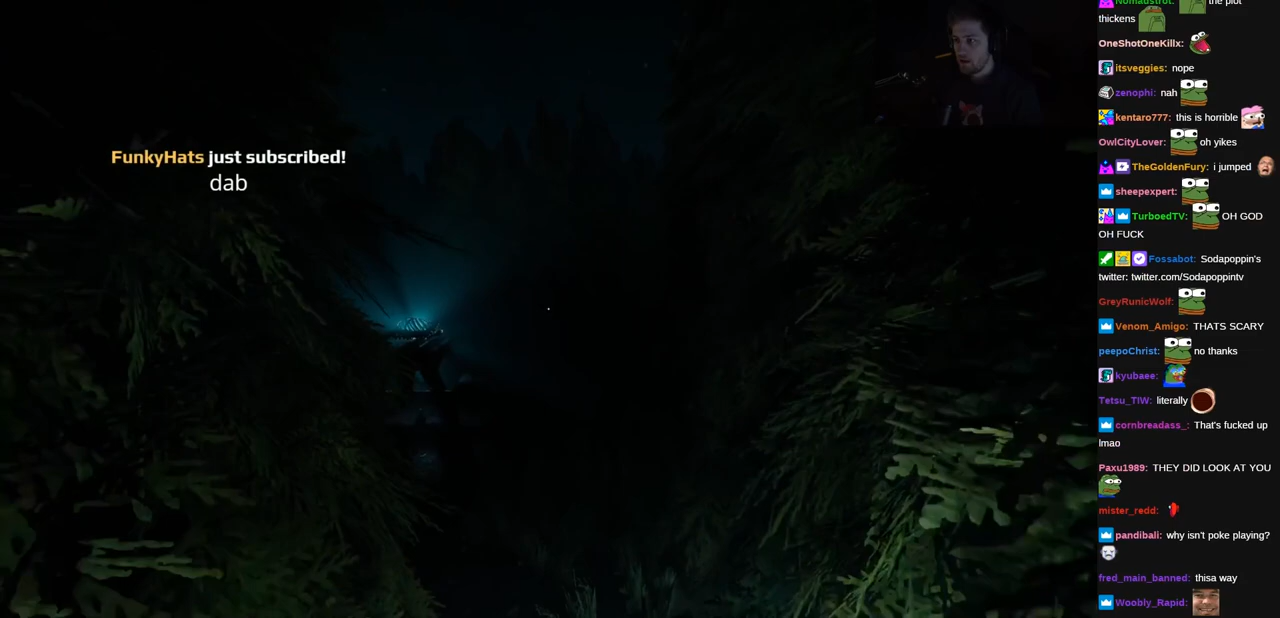 FunkyHats just subscribed!
dab
Nomadstrot: the plot
thickens
OneShotOneKillx:
itsveggies: nope
zenophi: nah
kentaro777: this is horrible
OwlCityLover: oh yikes
TheGoldenFury: i jumped
sheepexpert:
TurboedTV: OH GOD
OH FUCK
Fossabot: Sodapoppin's
twitter: twitter.com/Sodapoppintv
GreyRunicWolf:
Venom_Amigo: THATS SCARY
peepoChrist: no thanks
kyubaee:
Tetsu_TIW: literally
cornbreadass_: That's fucked up
lmao
Paxu1989: THEY DID LOOK AT YOU
mister_redd:
pandibali: why isn't poke playing?
fred_main_banned: thisa way
Woobly_Rapid: